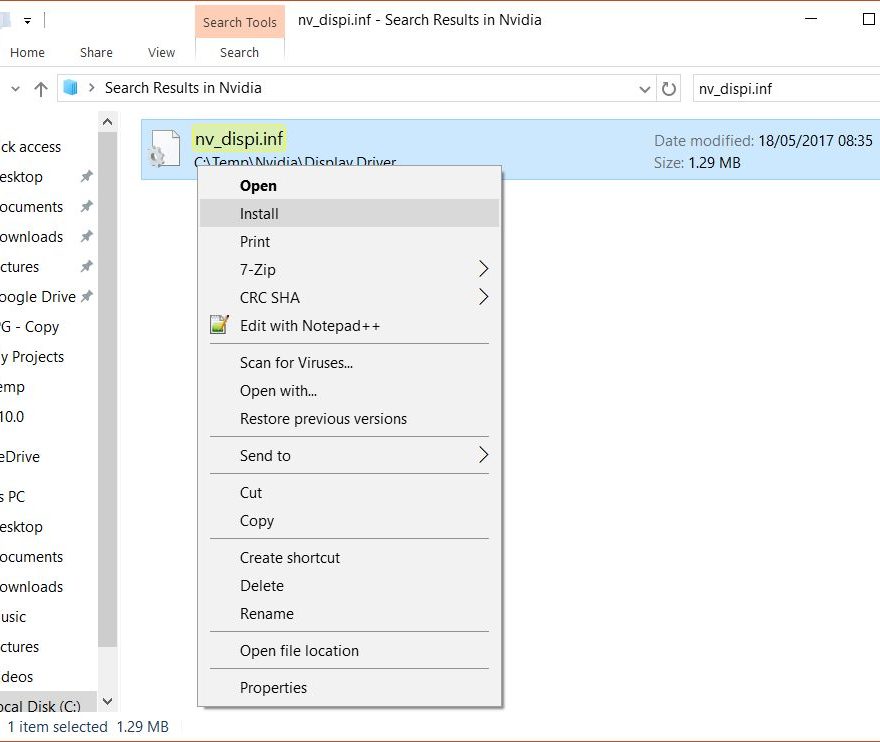 Search Tools
nv_dispi.inf - Search Results in Nvidia
Home Share View Search
Search Results in Nvidia
nv_dispi.inf
ck access
esktop
ocuments
ownloads
ctures
oogle Drive
G - Copy
y Projects
emp
10.0
eDrive
s PC
esktop
ocuments
ownloads
usic
ctures
deos
ocal Disk (C:)
nv_dispi.inf
C:\Temp\Nvidia\Display.Driver
Date modified: 18/05/2017 08:35
Size: 1.29 MB
Open
Install
Print
7-Zip
CRC SHA
Edit with Notepad++
Scan for Viruses...
Open with...
Restore previous versions
Send to
Cut
Copy
Create shortcut
Delete
Rename
Open file location
Properties
1 item selected 1.29 MB